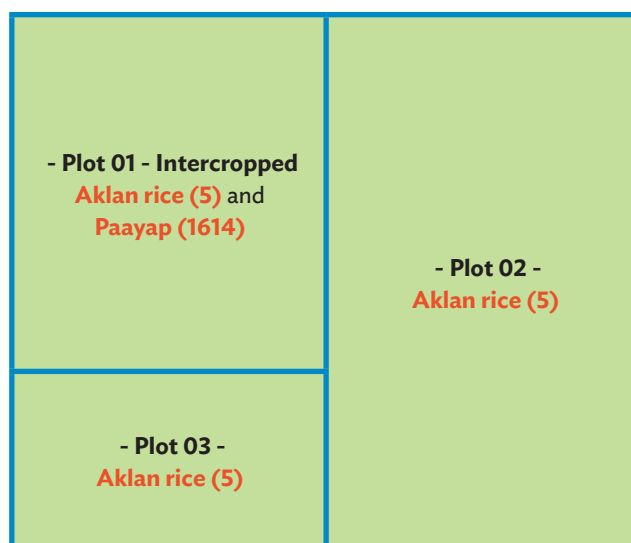 - Plot 01 - Intercropped
Aklan rice (5) and
Paayap (1614)
- Plot 02 -
Aklan rice (5)
- Plot 03 -
Aklan rice (5)